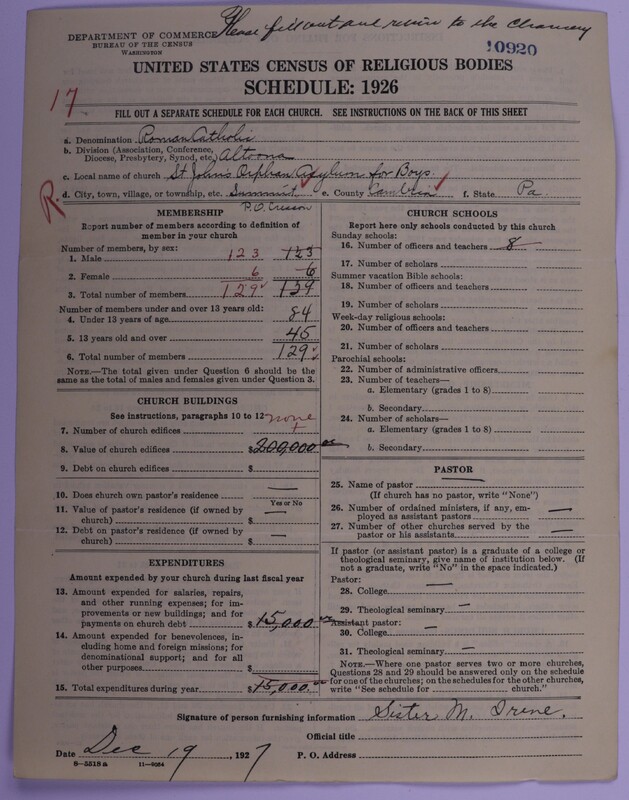 Please fill out and return to the Chancery
DEPARTMENT OF COMMERCE
BUREAU OF THE CENSUS
WASHINGTON
10920
UNITED STATES CENSUS OF RELIGIOUS BODIES
SCHEDULE: 1926
17
FILL OUT A SEPARATE SCHEDULE FOR EACH CHURCH. SEE INSTRUCTIONS ON THE BACK OF THIS SHEET
a. Denomination Roman Catholic
b. Division (Association, Conference, Diocese, Presbytery, Synod, etc.) Altoona
c. Local name of church St John's Orphan Asylum for Boys.
R. d. City, town, village, or township, etc. Summit e. County Cambria f. State Pa.
P.O. Cresson
MEMBERSHIP
Report number of members according to definition of
member in your church
Number of members, by sex:
1. Male 123 123
2. Female 6 6
3. Total number of members 129 129
Number of members under and over 13 years old:
4. Under 13 years of age 84
5. 13 years old and over 45
6. Total number of members 129
NOTE.—The total given under Question 6 should be
same as the total of males and females given under Question 3.
CHURCH BUILDINGS
See instructions, paragraphs 10 to 12
none
7. Number of church edifices
8. Value of church edifices $200,000 00
9. Debt on church edifices $
10. Does church own pastor's residence —
Yes or No
11. Value of pastor's residence (if owned by
church) $ —
12. Debt on pastor's residence (if owned by
church) $ —
EXPENDITURES
Amount expended by your church during last fiscal year
13. Amount expended for salaries, repairs,
and other running expenses; for im-
provements or new buildings; and for
payments on church debt $ 15,000 00
14. Amount expended for benevolences, in-
cluding home and foreign missions; for
denominational support; and for all
other purposes $
15. Total expenditures during year $15,000.00
CHURCH SCHOOLS
Report here only schools conducted by this church
Sunday schools:
16. Number of officers and teachers 8
17. Number of scholars
Summer vacation Bible schools:
18. Number of officers and teachers
19. Number of scholars
Week-day religious schools:
20. Number of officers and teachers
21. Number of scholars
Parochial schools:
22. Number of administrative officers
23. Number of teachers—
a. Elementary (grades 1 to 8)
b. Secondary
24. Number of scholars—
a. Elementary (grades 1 to 8)
b. Secondary
PASTOR
25. Name of pastor —
(If church has no pastor, write "None")
26. Number of ordained ministers, if any, em-
ployed as assistant pastors —
27. Number of other churches served by the
pastor or his assistants —
If pastor (or assistant pastor) is a graduate of a college or
theological seminary, give name of institution below. (If
not a graduate, write "No" in the space indicated.)
Pastor:
28. College —
29. Theological seminary —
Assistant pastor:
30. College —
31. Theological seminary —
NOTE.—Where one pastor serves two or more churches,
Questions 28 and 29 should be answered only on the schedule
for one of the churches; on the schedules for the other churches,
write "See schedule for church."
Signature of person furnishing information Sister M. Irene.
Official title
Date Dec 19, 1927 P. O. Address
8—5518a 11—9054